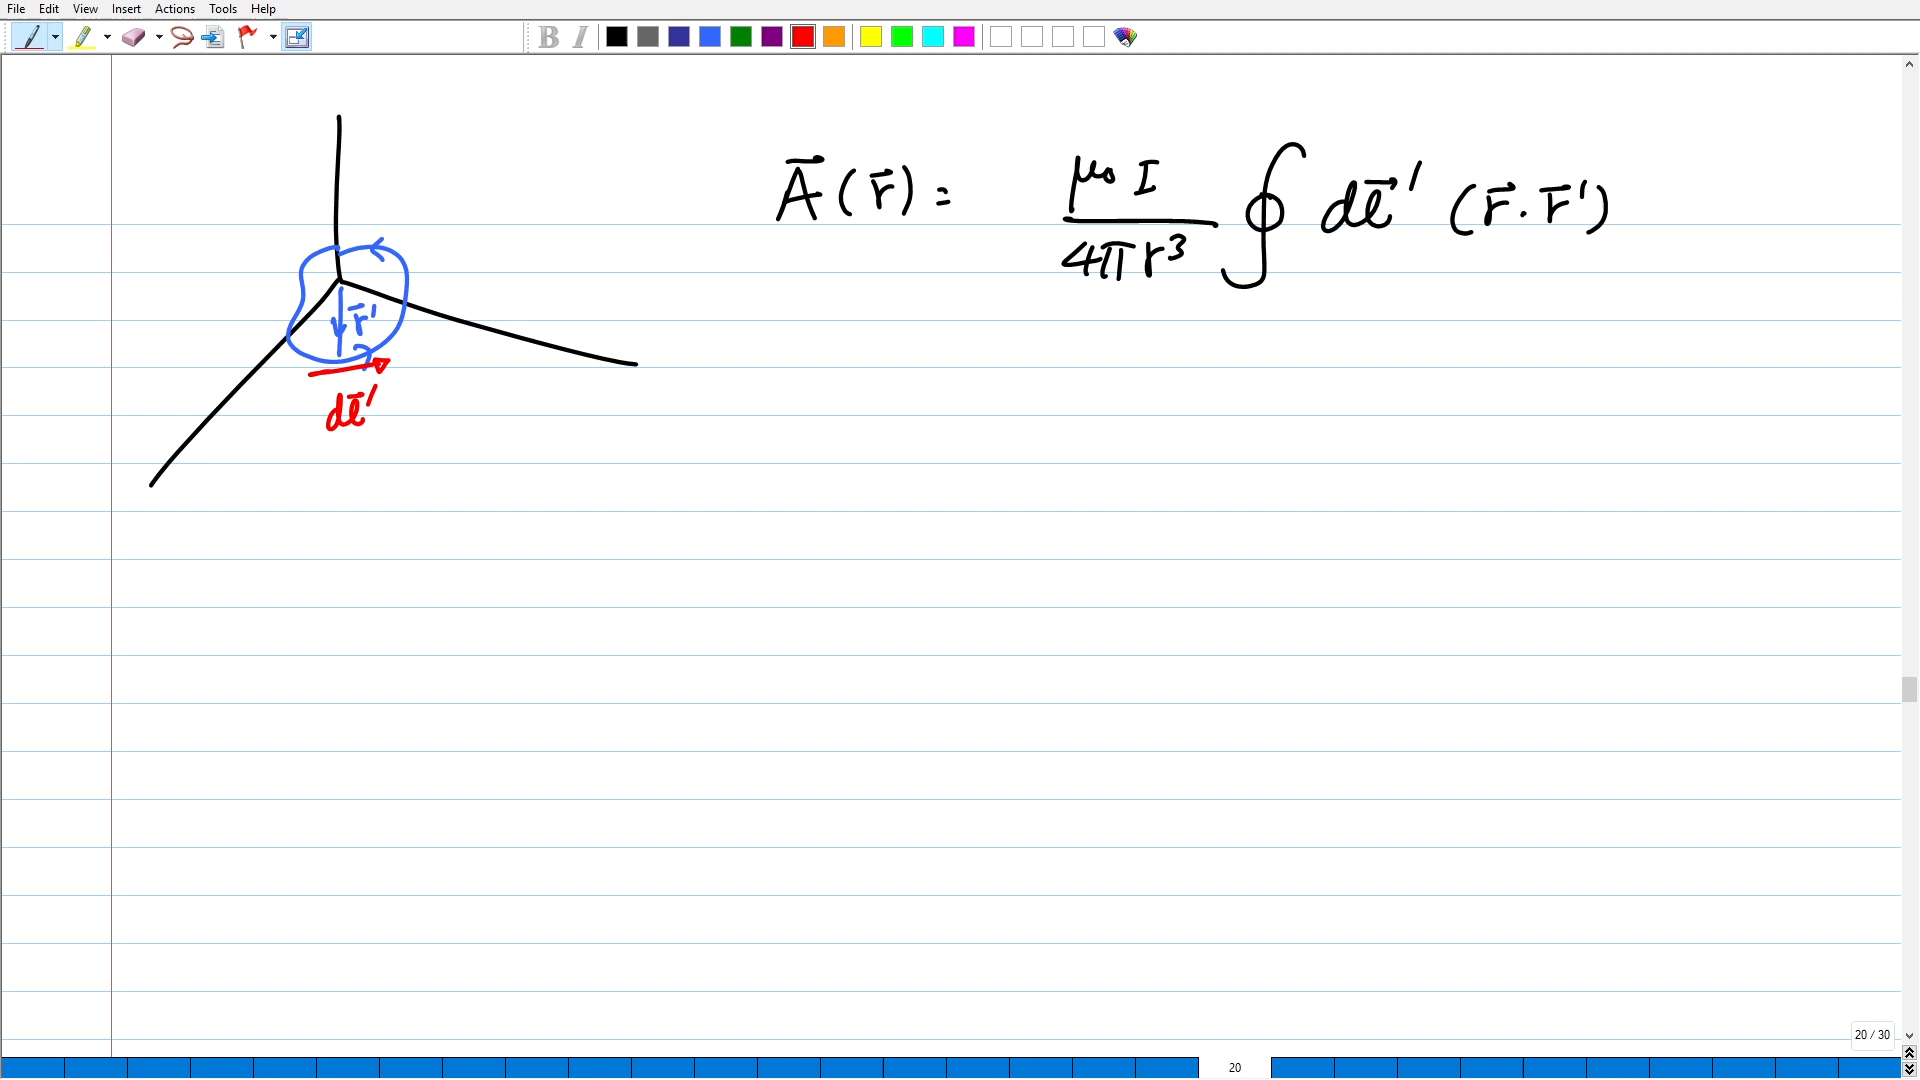 File Edit View Insert Actions Tools Help
B I
A⃗(r⃗) = μ₀I / 4πr³ ∮ dl⃗′ (r⃗ · r⃗′)
r⃗′
dl⃗′
20 / 30
20